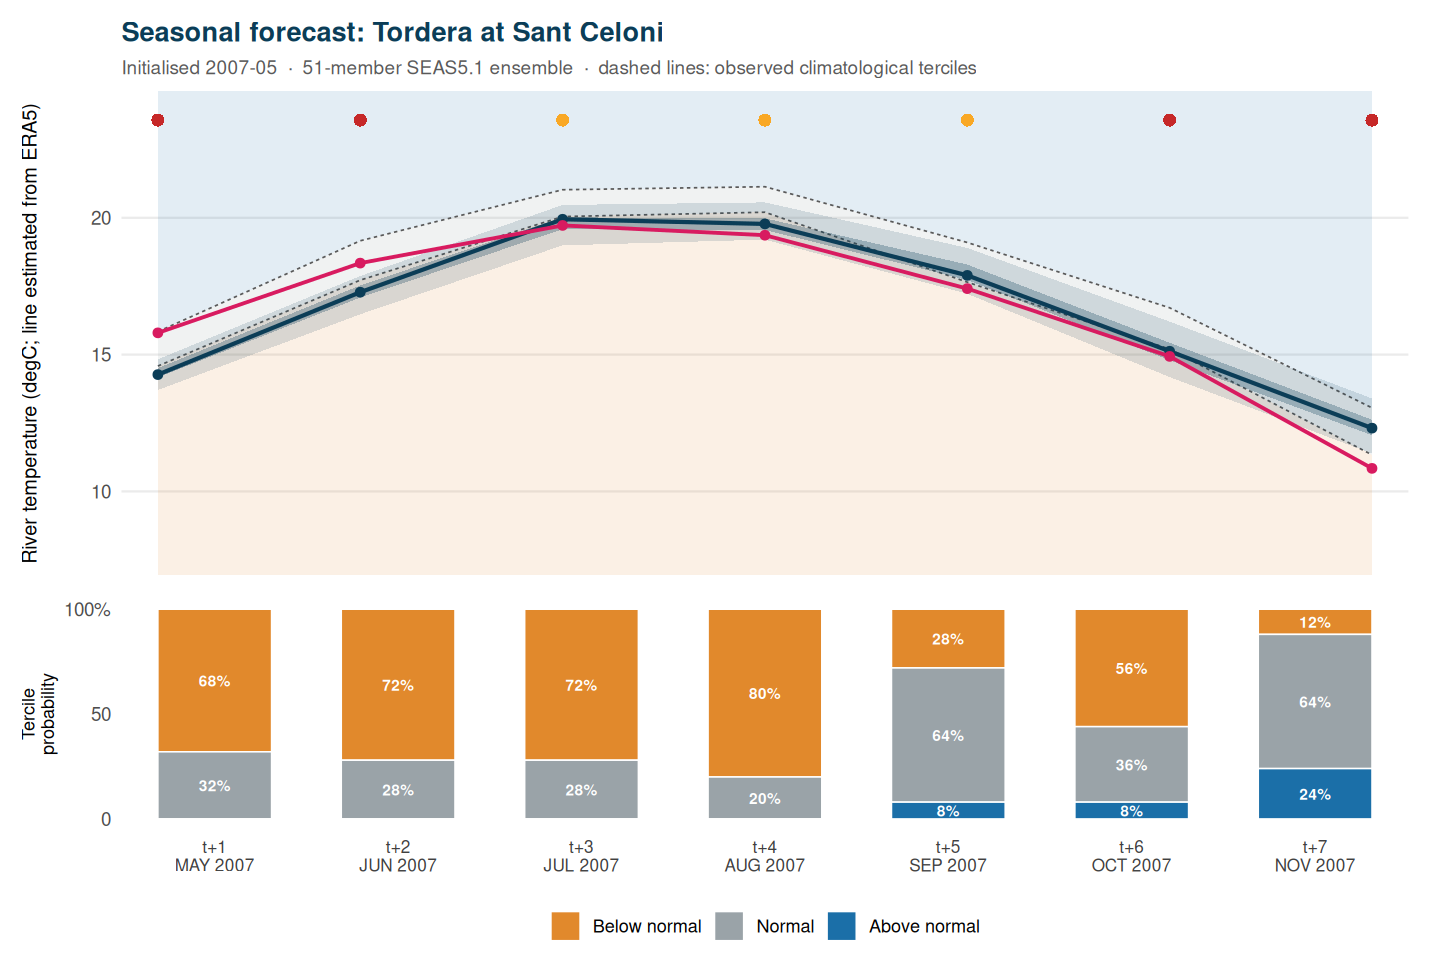 Seasonal forecast: Tordera at Sant Celoni
Initialised 2007-05 · 51-member SEAS5.1 ensemble · dashed lines: observed climatological terciles
River temperature (degC; line estimated from ERA5)
20
15
10
Tercile
probability
100%
50
0
68%
32%
72%
28%
72%
28%
80%
20%
28%
64%
8%
56%
36%
8%
12%
64%
24%
t+1
MAY 2007
t+2
JUN 2007
t+3
JUL 2007
t+4
AUG 2007
t+5
SEP 2007
t+6
OCT 2007
t+7
NOV 2007
Below normal
Normal
Above normal